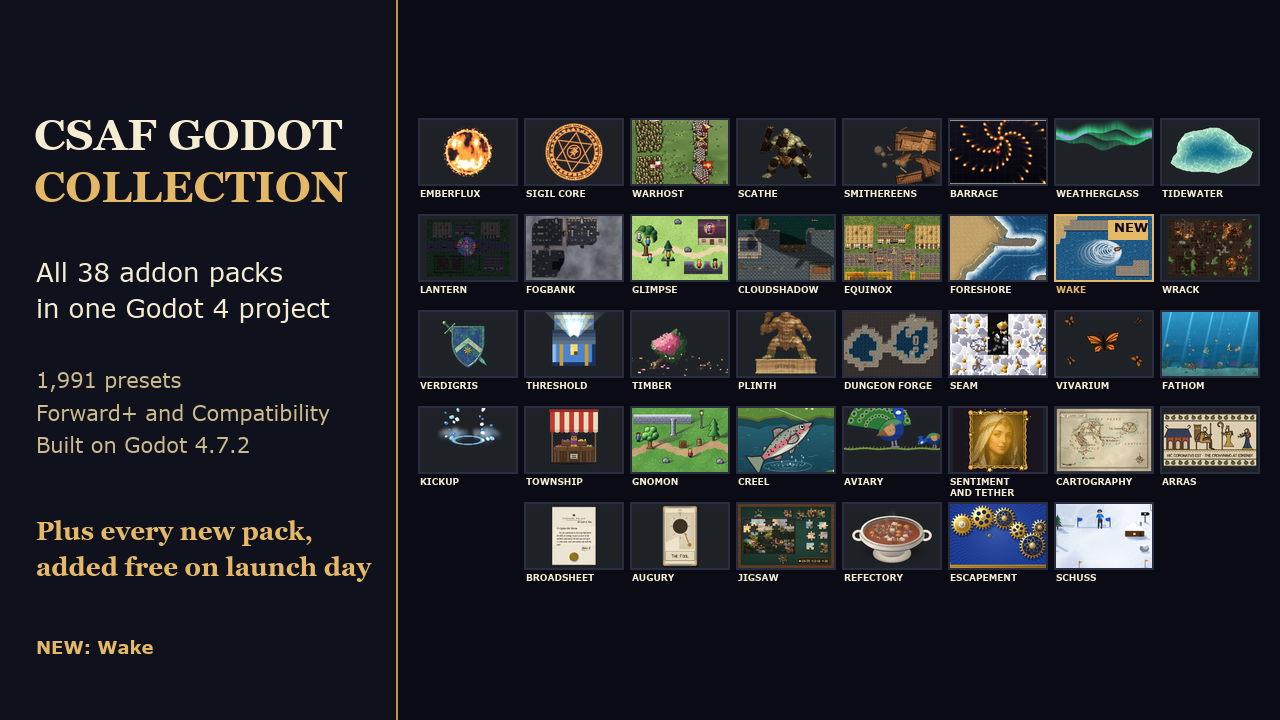 CSAF GODOT
COLLECTION
All 38 addon packs
in one Godot 4 project
1,991 presets
Forward+ and Compatibility
Built on Godot 4.7.2
Plus every new pack,
added free on launch day
NEW: Wake
EMBERFLUX
SIGIL CORE
WARHOST
SCATHE
SMITHEREENS
BARRAGE
WEATHERGLASS
TIDEWATER
LANTERN
FOGBANK
GLIMPSE
CLOUDSHADOW
EQUINOX
FORESHORE
NEW
WAKE
WRACK
VERDIGRIS
THRESHOLD
TIMBER
PLINTH
DUNGEON FORGE
SEAM
VIVARIUM
FATHOM
KICKUP
TOWNSHIP
GNOMON
CREEL
AVIARY
SENTIMENT
AND TETHER
CARTOGRAPHY
ARRAS
THE FOOL
BROADSHEET
AUGURY
JIGSAW
REFECTORY
ESCAPEMENT
SCHUSS